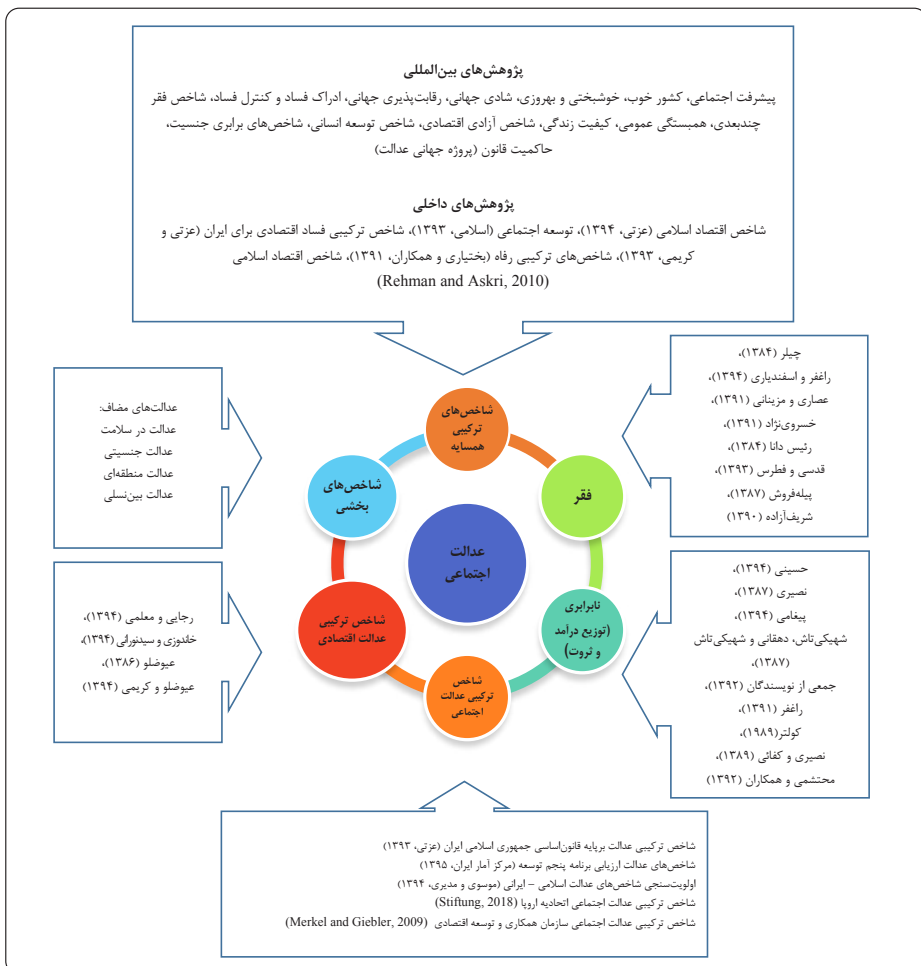 پژوهش‌های بین‌المللی
پیشرفت اجتماعی، کشور خوب، خوشبختی و بهروزی، شادی جهانی، رقابت‌پذیری جهانی، ادراک فساد و کنترل فساد، شاخص فقر
چندبعدی، همبستگی عمومی، کیفیت زندگی، شاخص آزادی اقتصادی، شاخص توسعه انسانی، شاخص‌های برابری جنسیت،
حاکمیت قانون (پروژه جهانی عدالت)
پژوهش‌های داخلی
شاخص اقتصاد اسلامی (عزتی، ۱۳۹۴)، توسعه اجتماعی (اسلامی، ۱۳۹۳)، شاخص ترکیبی فساد اقتصادی برای ایران (عزتی و
کریمی، ۱۳۹۳)، شاخص‌های ترکیبی رفاه (بختیاری و همکاران، ۱۳۹۱)، شاخص اقتصاد اسلامی
(Rehman and Askri, 2010)
چیلر (۱۳۸۴)،
راغفر و اسفندیاری (۱۳۹۴)،
عصاری و مزینانی (۱۳۹۱)،
خسروی‌نژاد (۱۳۹۱)،
رئیس دانا (۱۳۸۴)،
قدسی و فطرس (۱۳۹۳)،
پیله‌فروش (۱۳۸۷)،
شریف‌آزاده (۱۳۹۰)
عدالت‌های مضاف:
عدالت در سلامت
عدالت جنسیتی
عدالت منطقه‌ای
عدالت بین‌نسلی
شاخص‌های
ترکیبی
همسایه
فقر
شاخص‌های
بخشی
عدالت
اجتماعی
نابرابری
(توزیع درآمد
و ثروت)
شاخص ترکیبی
عدالت اقتصادی
شاخص
ترکیبی عدالت
اجتماعی
حسینی (۱۳۹۴)،
نصیری (۱۳۸۷)،
پیغامی (۱۳۹۴)،
شهیکی‌تاش، دهقانی و شهیکی‌تاش
(۱۳۸۷)،
جمعی از نویسندگان (۱۳۹۲)،
راغفر (۱۳۹۱)،
کولتر(۱۹۸۹)،
نصیری و کفائی (۱۳۸۹)،
محتشمی و همکاران (۱۳۹۲)
رجایی و معلمی (۱۳۹۴)،
خاندوزی و سیدنورانی (۱۳۹۴)،
عیوضلو (۱۳۸۶)،
عیوضلو و کریمی (۱۳۹۴)
شاخص ترکیبی عدالت برپایه قانون‌اساسی جمهوری اسلامی ایران (عزتی، ۱۳۹۳)
شاخص‌های عدالت ارزیابی برنامه پنجم توسعه (مرکز آمار ایران، ۱۳۹۵)
اولویت‌سنجی شاخص‌های عدالت اسلامی – ایرانی (موسوی و مدیری، ۱۳۹۴)
شاخص ترکیبی عدالت اجتماعی اتحادیه اروپا (Stiftung, 2018)
شاخص ترکیبی عدالت اجتماعی سازمان همکاری و توسعه اقتصادی (Merkel and Giebler, 2009)